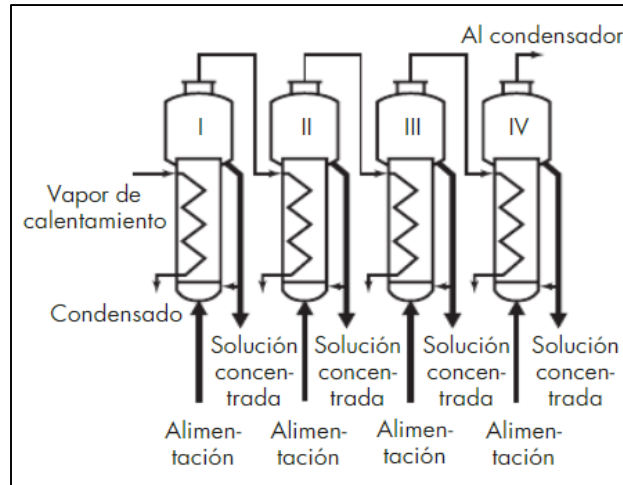 Al condensador
I
II
III
IV
Vapor de
calentamiento
Condensado
Solución
concen-
trada
Solución
concen-
trada
Solución
concen-
trada
Solución
concen-
trada
Alimen-
tación
Alimen-
tación
Alimen-
tación
Alimen-
tación